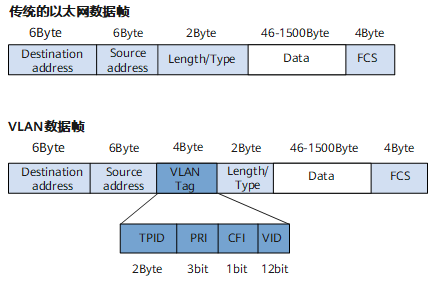 传统的以太网数据帧
6Byte 6Byte 2Byte 46-1500Byte 4Byte
Destination address Source address Length/Type Data FCS
VLAN数据帧
6Byte 6Byte 4Byte 2Byte 46-1500Byte 4Byte
Destination address Source address VLAN Tag Length/ Type Data FCS
TPID PRI CFI VID
2Byte 3bit 1bit 12bit